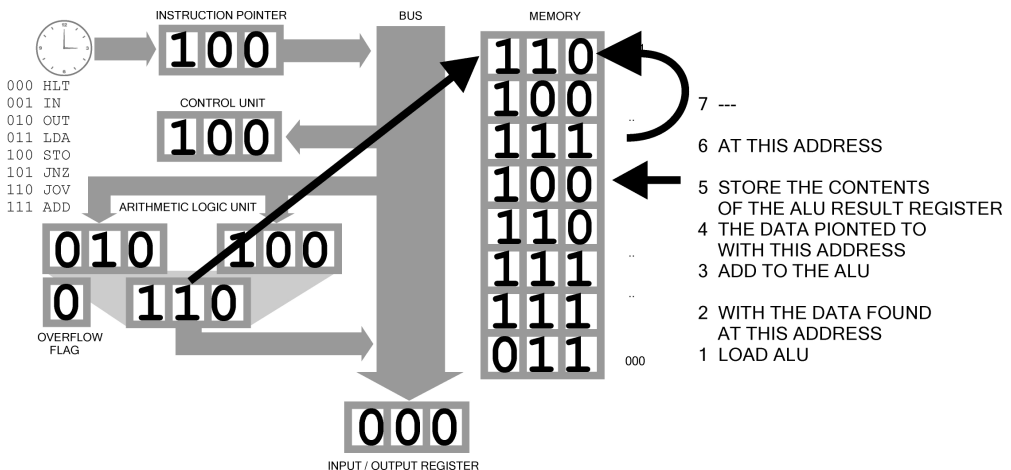 INSTRUCTION POINTER
BUS
MEMORY
100
110
000 HLT
001 IN
010 OUT
011 LDA
100 STO
101 JNZ
110 JOV
111 ADD
CONTROL UNIT
100
100
..
7 ---
111
6 AT THIS ADDRESS
100
5 STORE THE CONTENTS
OF THE ALU RESULT REGISTER
ARITHMETIC LOGIC UNIT
010
100
110
4 THE DATA PIONTED TO
WITH THIS ADDRESS
..
111
3 ADD TO THE ALU
0
110
..
111
2 WITH THE DATA FOUND
AT THIS ADDRESS
OVERFLOW
FLAG
011
000
1 LOAD ALU
000
INPUT / OUTPUT REGISTER